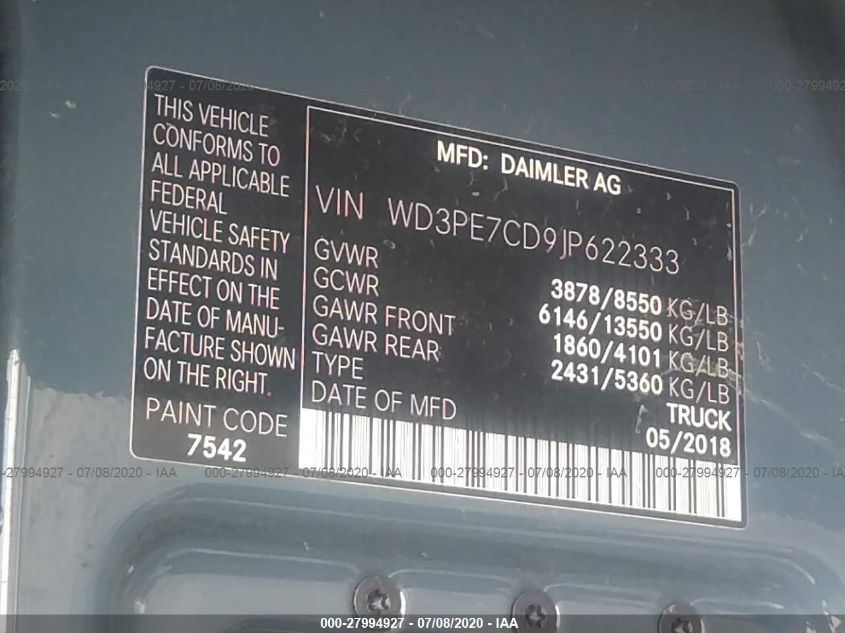 THIS VEHICLE
CONFORMS TO
ALL APPLICABLE
FEDERAL
VEHICLE SAFETY
STANDARDS IN
EFFECT ON THE
DATE OF MANU-
FACTURE SHOWN
ON THE RIGHT.
PAINT CODE
7542
MFD: DAIMLER AG
VIN WD3PE7CD9JP622333
GVWR 3878/8550 KG/LB
GCWR 6146/13550 KG/LB
GAWR FRONT 1860/4101 KG/LB
GAWR REAR 2431/5360 KG/LB
TYPE TRUCK
DATE OF MFD 05/2018
000-27994927 - 07/08/2020 - IAA